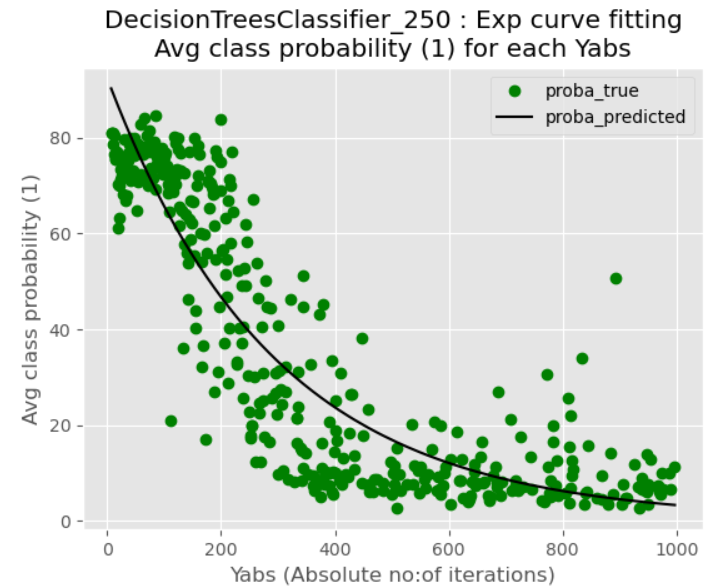 DecisionTreesClassifier_250 : Exp curve fitting
Avg class probability (1) for each Yabs
proba_true
proba_predicted
Avg class probability (1)
80
60
40
20
0
0 200 400 600 800 1000
Yabs (Absolute no:of iterations)